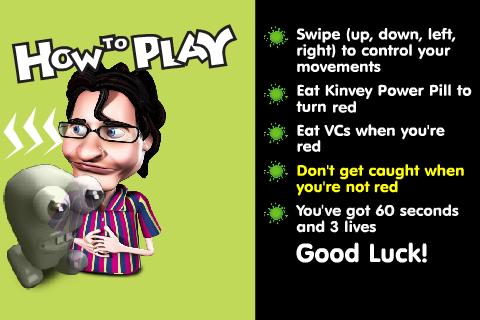 HOW TO PLAY
Swipe (up, down, left,
right) to control your
movements
Eat Kinvey Power Pill to
turn red
Eat VCs when you're
red
Don't get caught when
you're not red
You've got 60 seconds
and 3 lives
Good Luck!